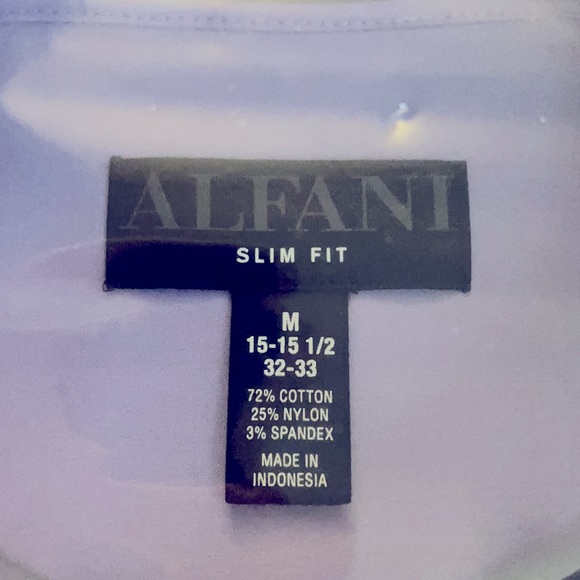 ALFANI
SLIM FIT
M
15-15 1/2
32-33
72% COTTON
25% NYLON
3% SPANDEX
MADE IN
INDONESIA